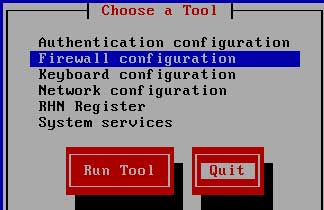 Choose a Tool
Authentication configuration
Firewall configuration
Keyboard configuration
Network configuration
RHN Register
System services
Run Tool
Quit